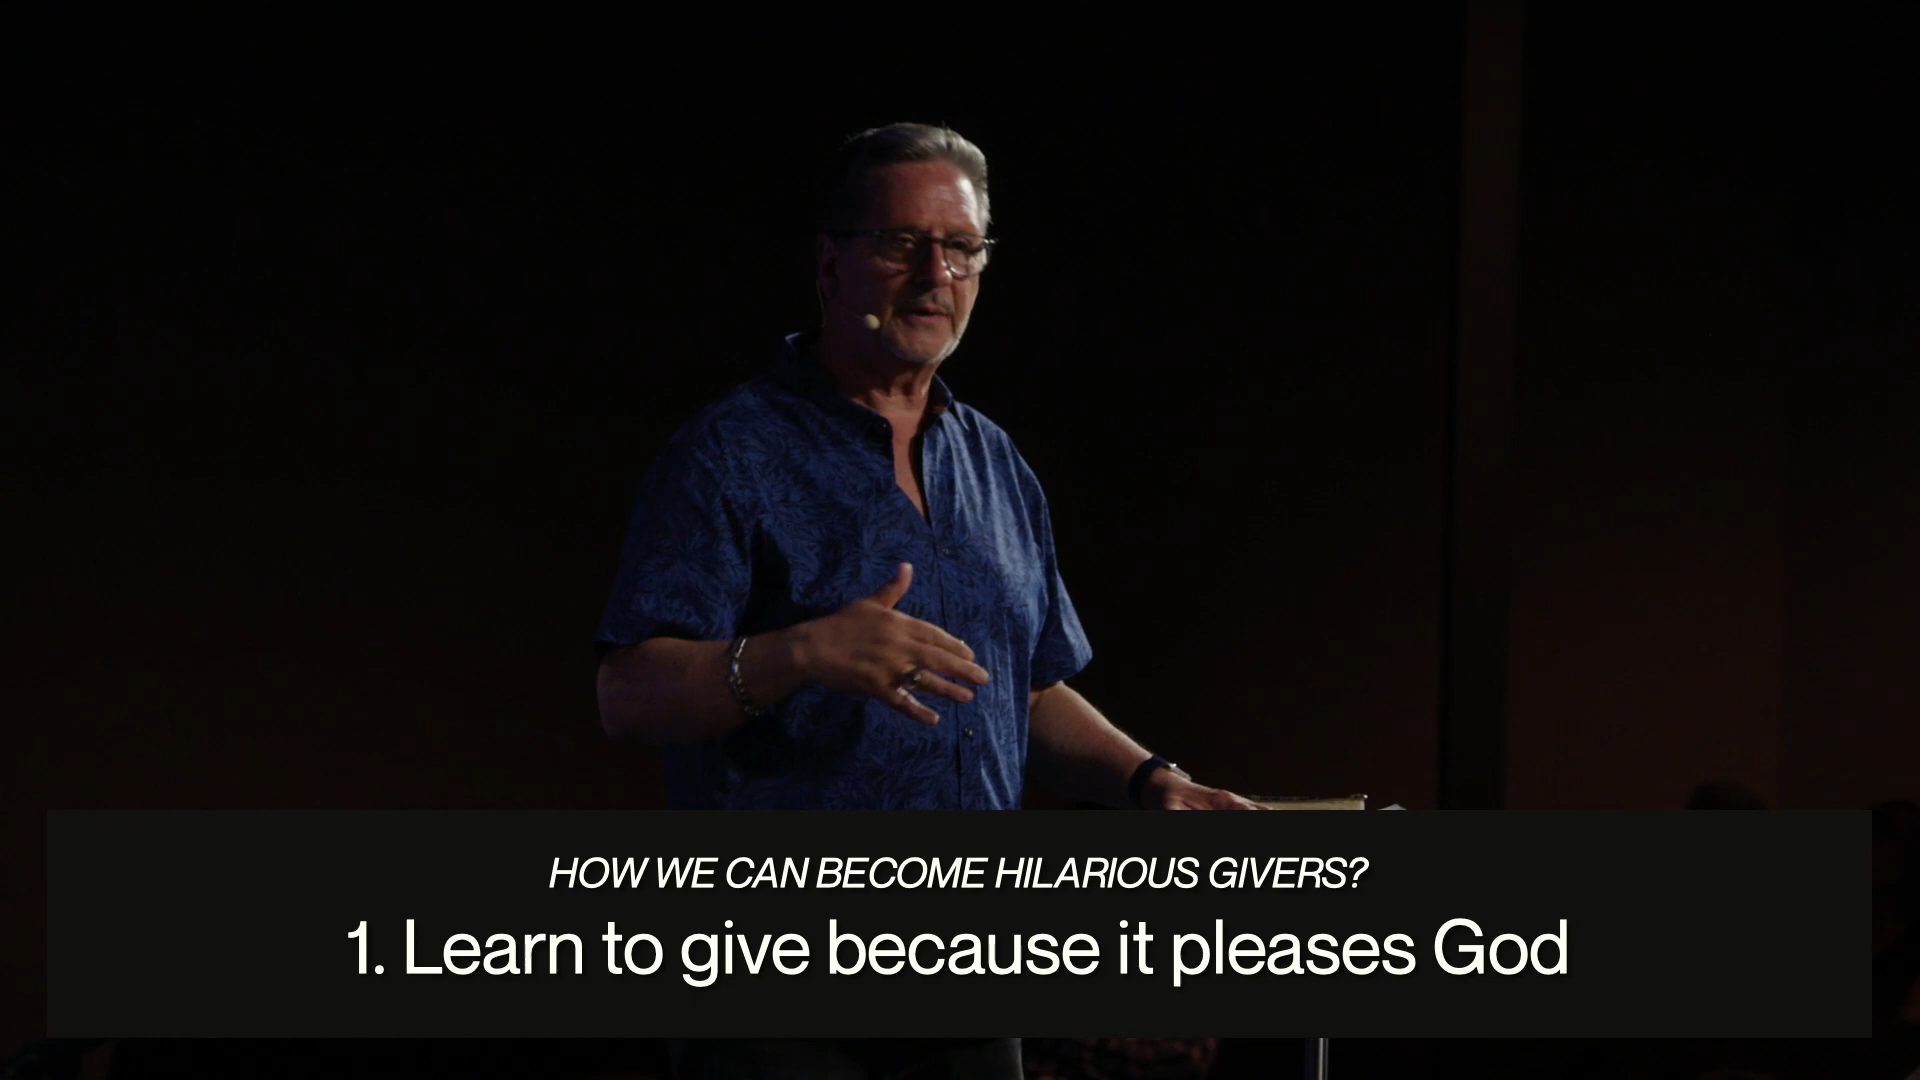 HOW WE CAN BECOME HILARIOUS GIVERS?
1. Learn to give because it pleases God